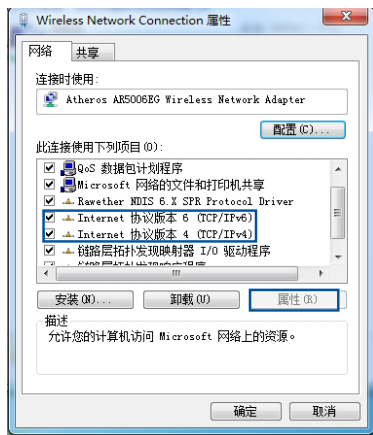 Wireless Network Connection 属性
网络 共享
连接时使用:
Atheros AR5006EG Wireless Network Adapter
配置(C)...
此连接使用下列项目(O):
QoS 数据包计划程序
Microsoft 网络的文件和打印机共享
Rawether NDIS 6.X SPR Protocol Driver
Internet 协议版本 6 (TCP/IPv6)
Internet 协议版本 4 (TCP/IPv4)
链路层拓扑发现映射器 I/O 驱动程序
安装(N)... 卸载(U) 属性(R)
描述
允许您的计算机访问 Microsoft 网络上的资源。
确定 取消